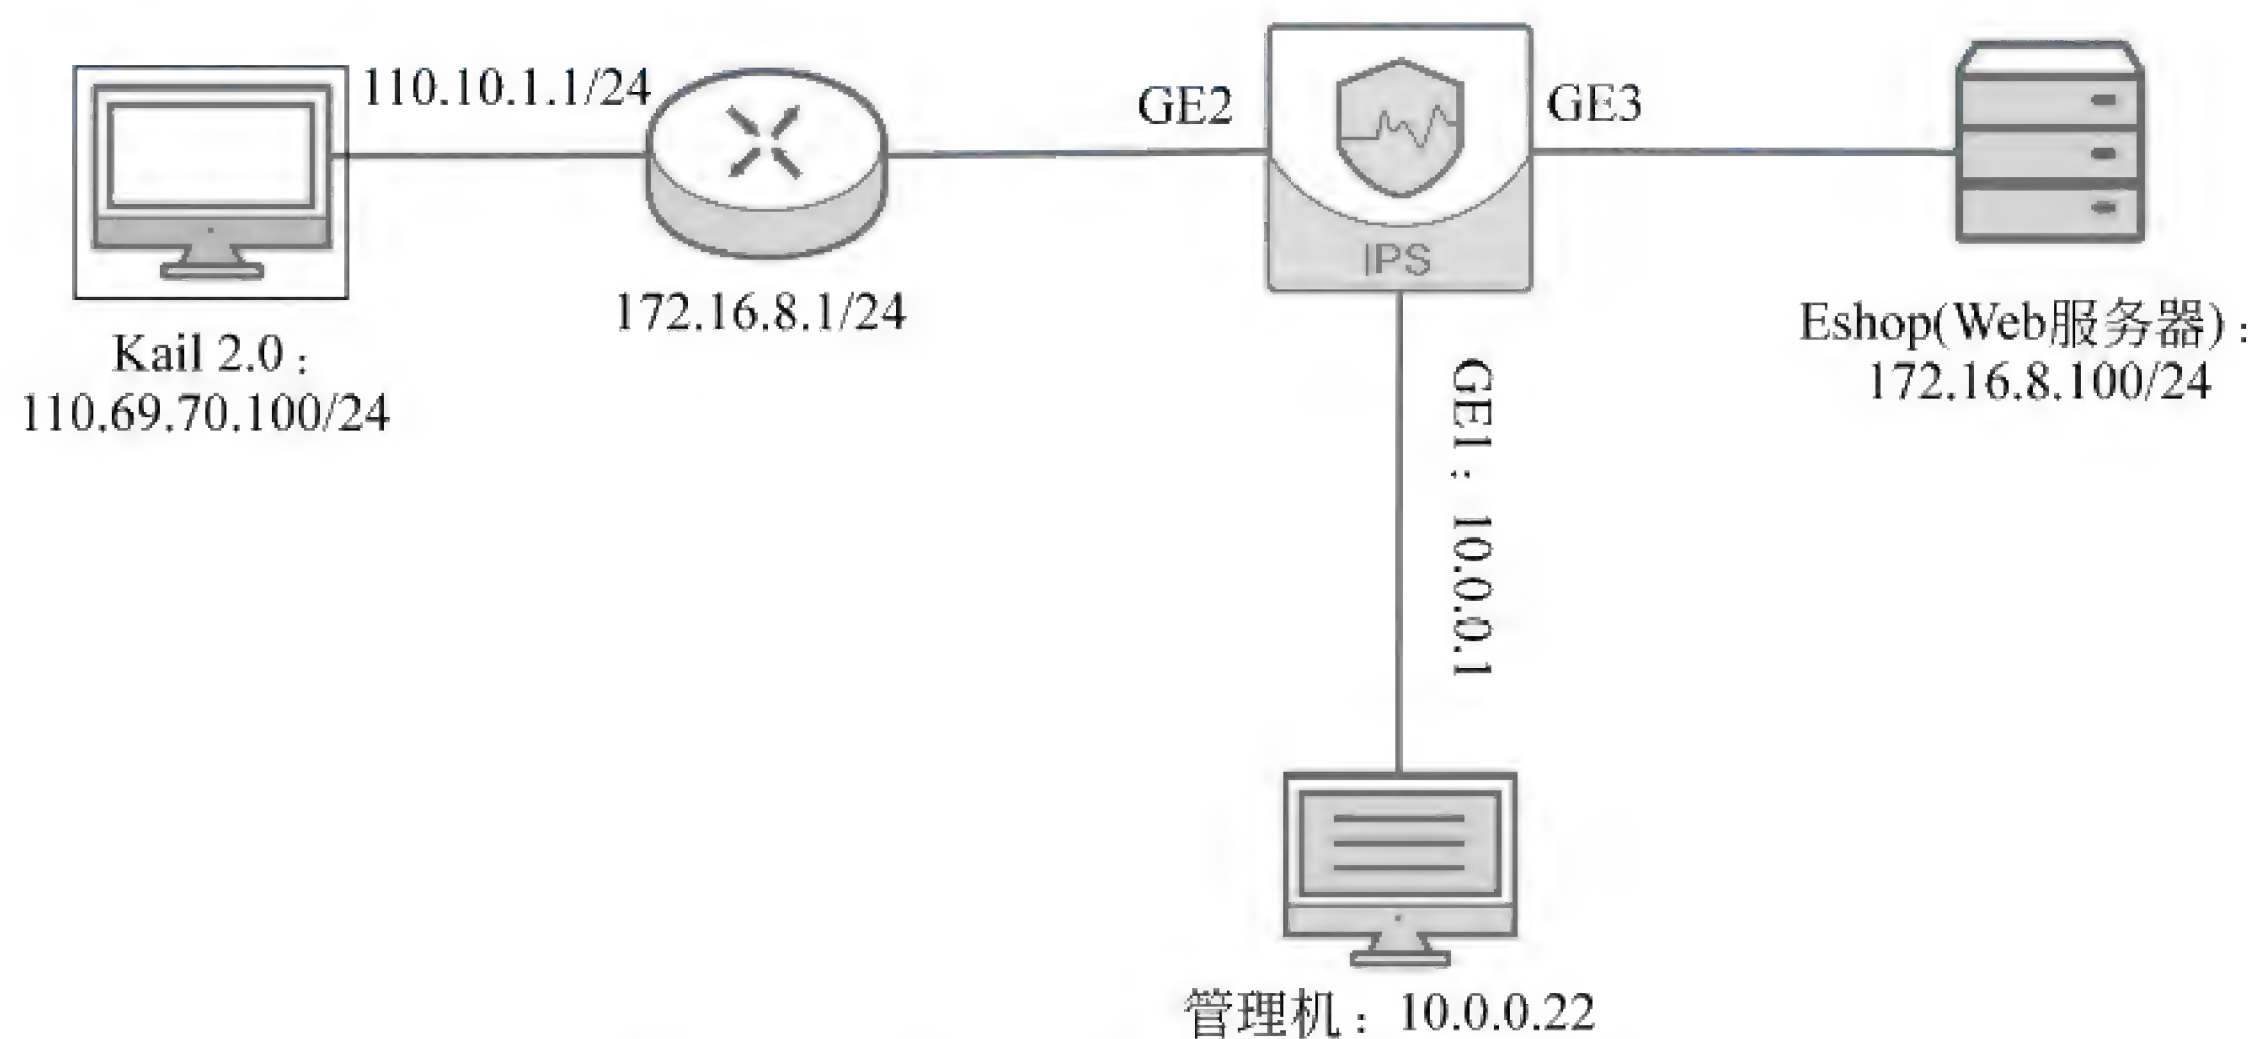 110.10.1.1/24
GE2
GE3
IPS
172.16.8.1/24
Kail 2.0：
110.69.70.100/24
Eshop(Web服务器)：
172.16.8.100/24
GE1：10.0.0.1
管理机：10.0.0.22